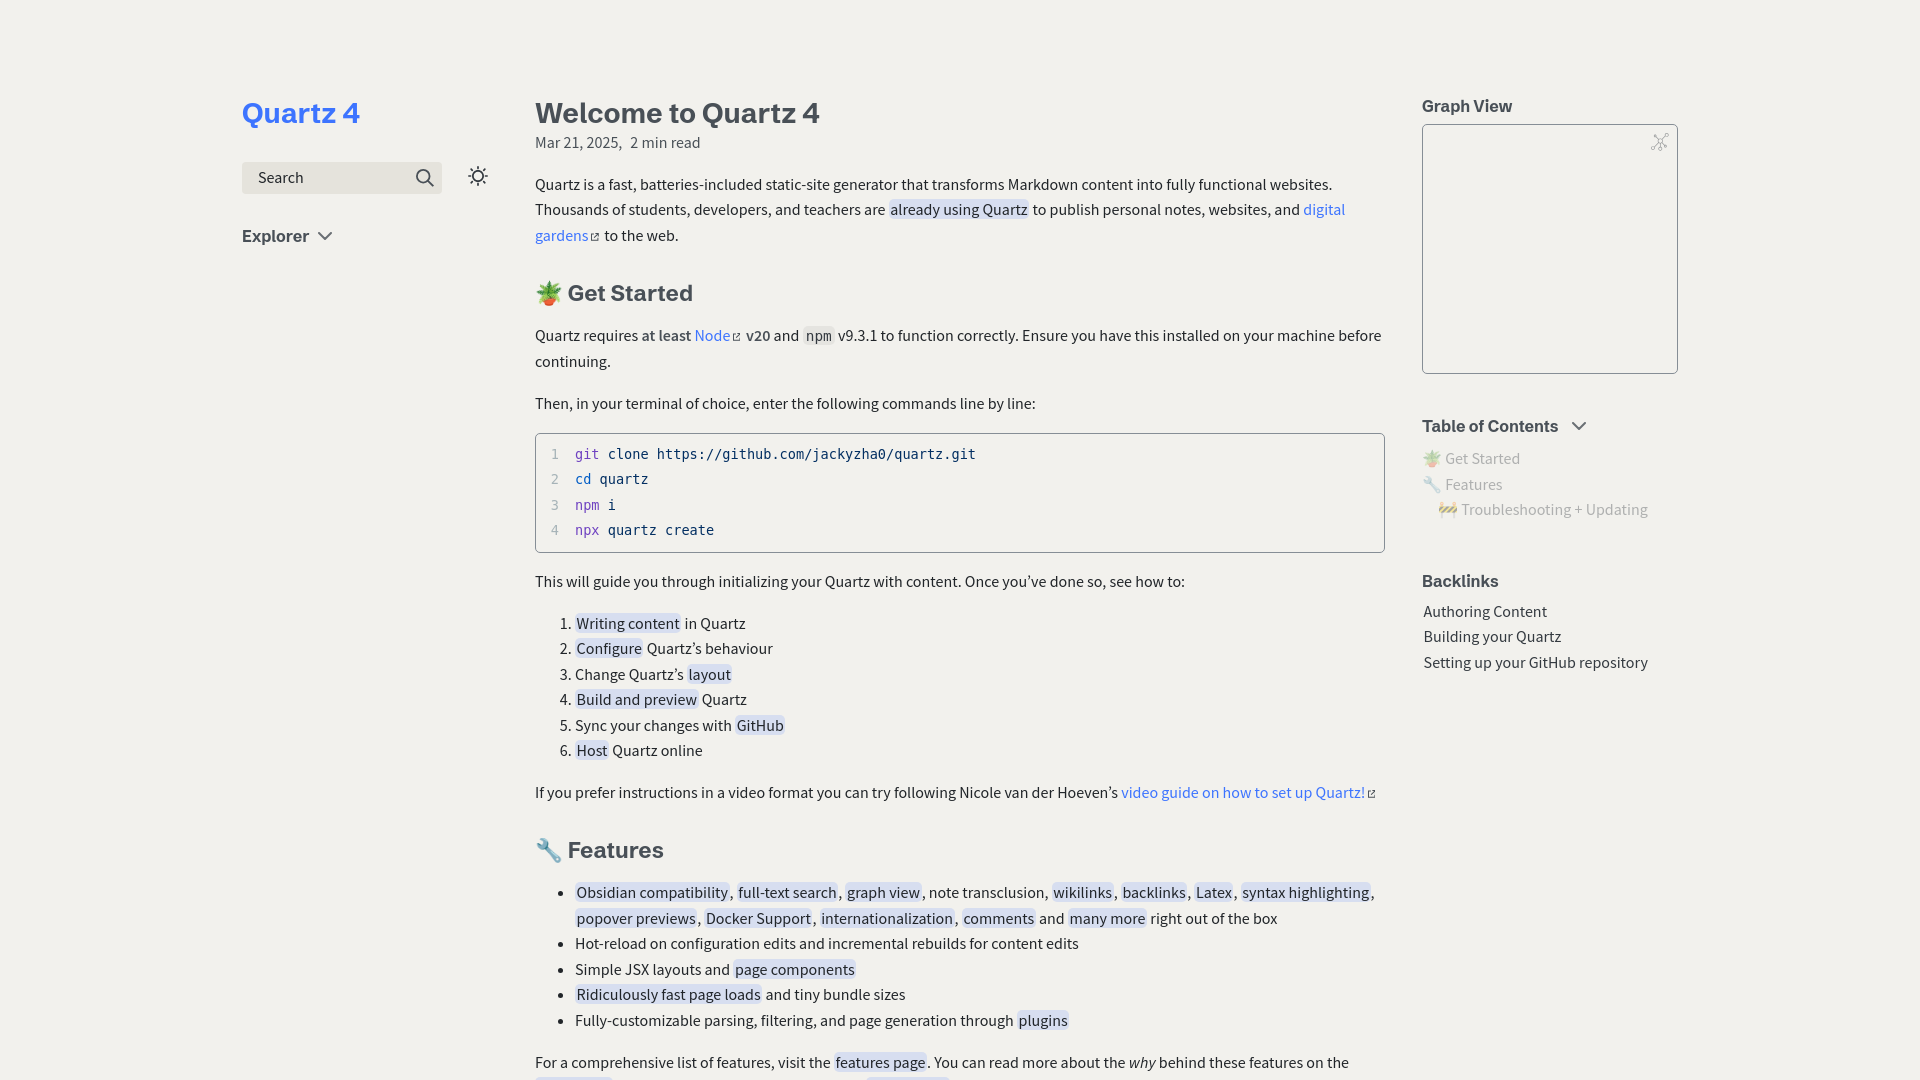 Quartz 4
Search
Explorer
Welcome to Quartz 4
Mar 21, 2025, 2 min read
Quartz is a fast, batteries-included static-site generator that transforms Markdown content into fully functional websites.
Thousands of students, developers, and teachers are already using Quartz to publish personal notes, websites, and digital
gardens to the web.
🪴 Get Started
Quartz requires at least Node v20 and npm v9.3.1 to function correctly. Ensure you have this installed on your machine before
continuing.
Then, in your terminal of choice, enter the following commands line by line:
1 git clone https://github.com/jackyzha0/quartz.git
2 cd quartz
3 npm i
4 npx quartz create
This will guide you through initializing your Quartz with content. Once you’ve done so, see how to:
1. Writing content in Quartz
2. Configure Quartz’s behaviour
3. Change Quartz’s layout
4. Build and preview Quartz
5. Sync your changes with GitHub
6. Host Quartz online
If you prefer instructions in a video format you can try following Nicole van der Hoeven’s video guide on how to set up Quartz!
🔧 Features
• Obsidian compatibility, full-text search, graph view, note transclusion, wikilinks, backlinks, Latex, syntax highlighting,
popover previews, Docker Support, internationalization, comments and many more right out of the box
• Hot-reload on configuration edits and incremental rebuilds for content edits
• Simple JSX layouts and page components
• Ridiculously fast page loads and tiny bundle sizes
• Fully-customizable parsing, filtering, and page generation through plugins
For a comprehensive list of features, visit the features page. You can read more about the why behind these features on the
Graph View
Table of Contents
🪴 Get Started
🔧 Features
🚧 Troubleshooting + Updating
Backlinks
Authoring Content
Building your Quartz
Setting up your GitHub repository